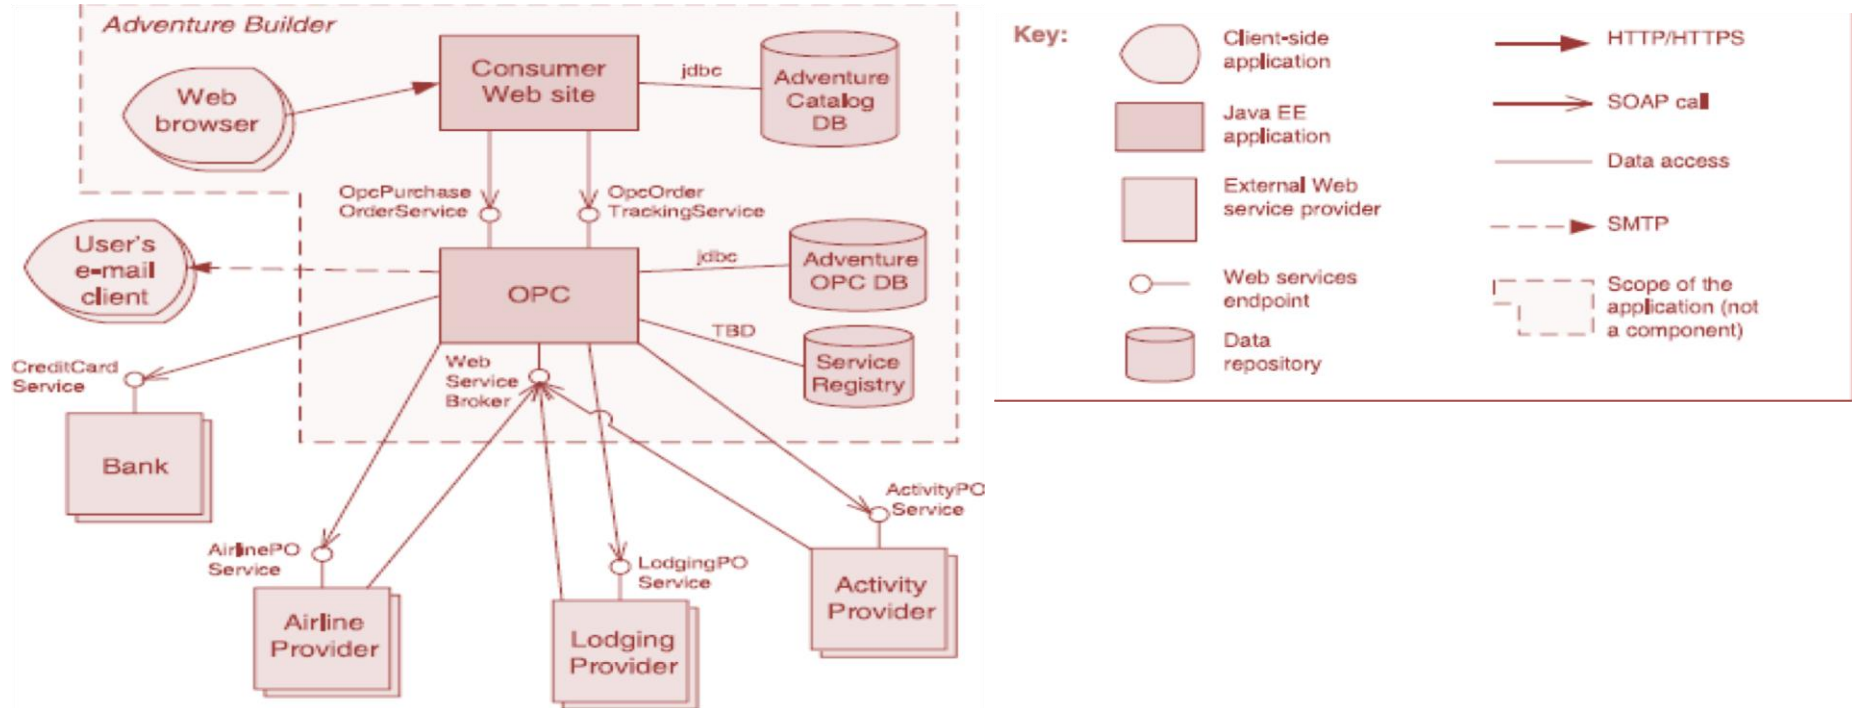 Adventure Builder
Consumer
Web site
jdbc
Adventure
Catalog
DB
Web
browser
OpcPurchase
OrderService
OpcOrder
TrackingService
User's
e-mail
client
OPC
jdbc
Adventure
OPC DB
TBD
Service
Registry
CreditCard
Service
Web
Service
Broker
Bank
ActivityPO
Service
AirlinePO
Service
LodgingPO
Service
Airline
Provider
Lodging
Provider
Activity
Provider
Key:
Client-side
application
Java EE
application
External Web
service provider
Web services
endpoint
Data
repository
HTTP/HTTPS
SOAP call
Data access
SMTP
Scope of the
application (not
a component)